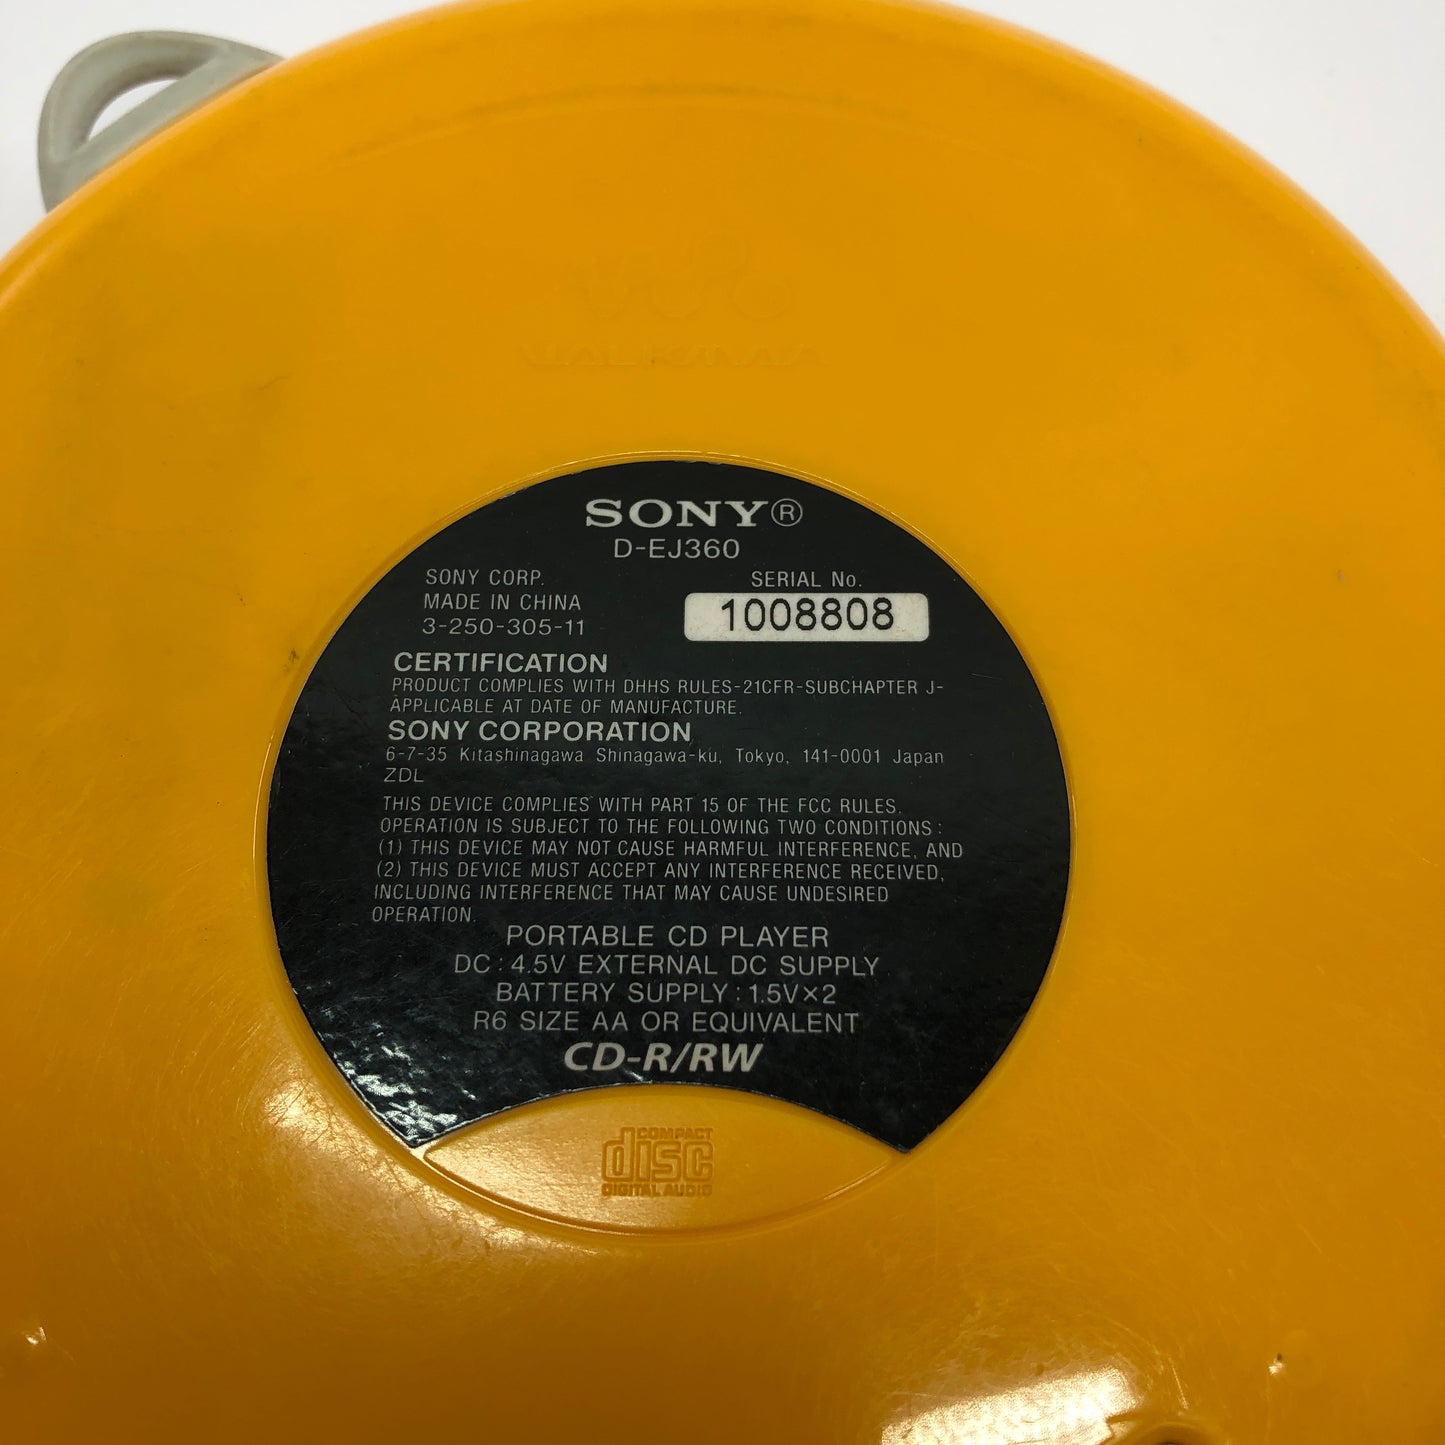 WALKMAN
SONY®
D-EJ360
SONY CORP.
MADE IN CHINA
3-250-305-11
SERIAL No.
1008808
CERTIFICATION
PRODUCT COMPLIES WITH DHHS RULES-21CFR-SUBCHAPTER J-
APPLICABLE AT DATE OF MANUFACTURE.
SONY CORPORATION
6-7-35 Kitashinagawa Shinagawa-ku, Tokyo, 141-0001 Japan
ZDL
THIS DEVICE COMPLIES WITH PART 15 OF THE FCC RULES.
OPERATION IS SUBJECT TO THE FOLLOWING TWO CONDITIONS:
(1) THIS DEVICE MAY NOT CAUSE HARMFUL INTERFERENCE, AND
(2) THIS DEVICE MUST ACCEPT ANY INTERFERENCE RECEIVED,
INCLUDING INTERFERENCE THAT MAY CAUSE UNDESIRED
OPERATION.
PORTABLE CD PLAYER
DC : 4.5V EXTERNAL DC SUPPLY
BATTERY SUPPLY : 1.5V×2
R6 SIZE AA OR EQUIVALENT
CD-R/RW
COMPACT
disc
DIGITAL AUDIO